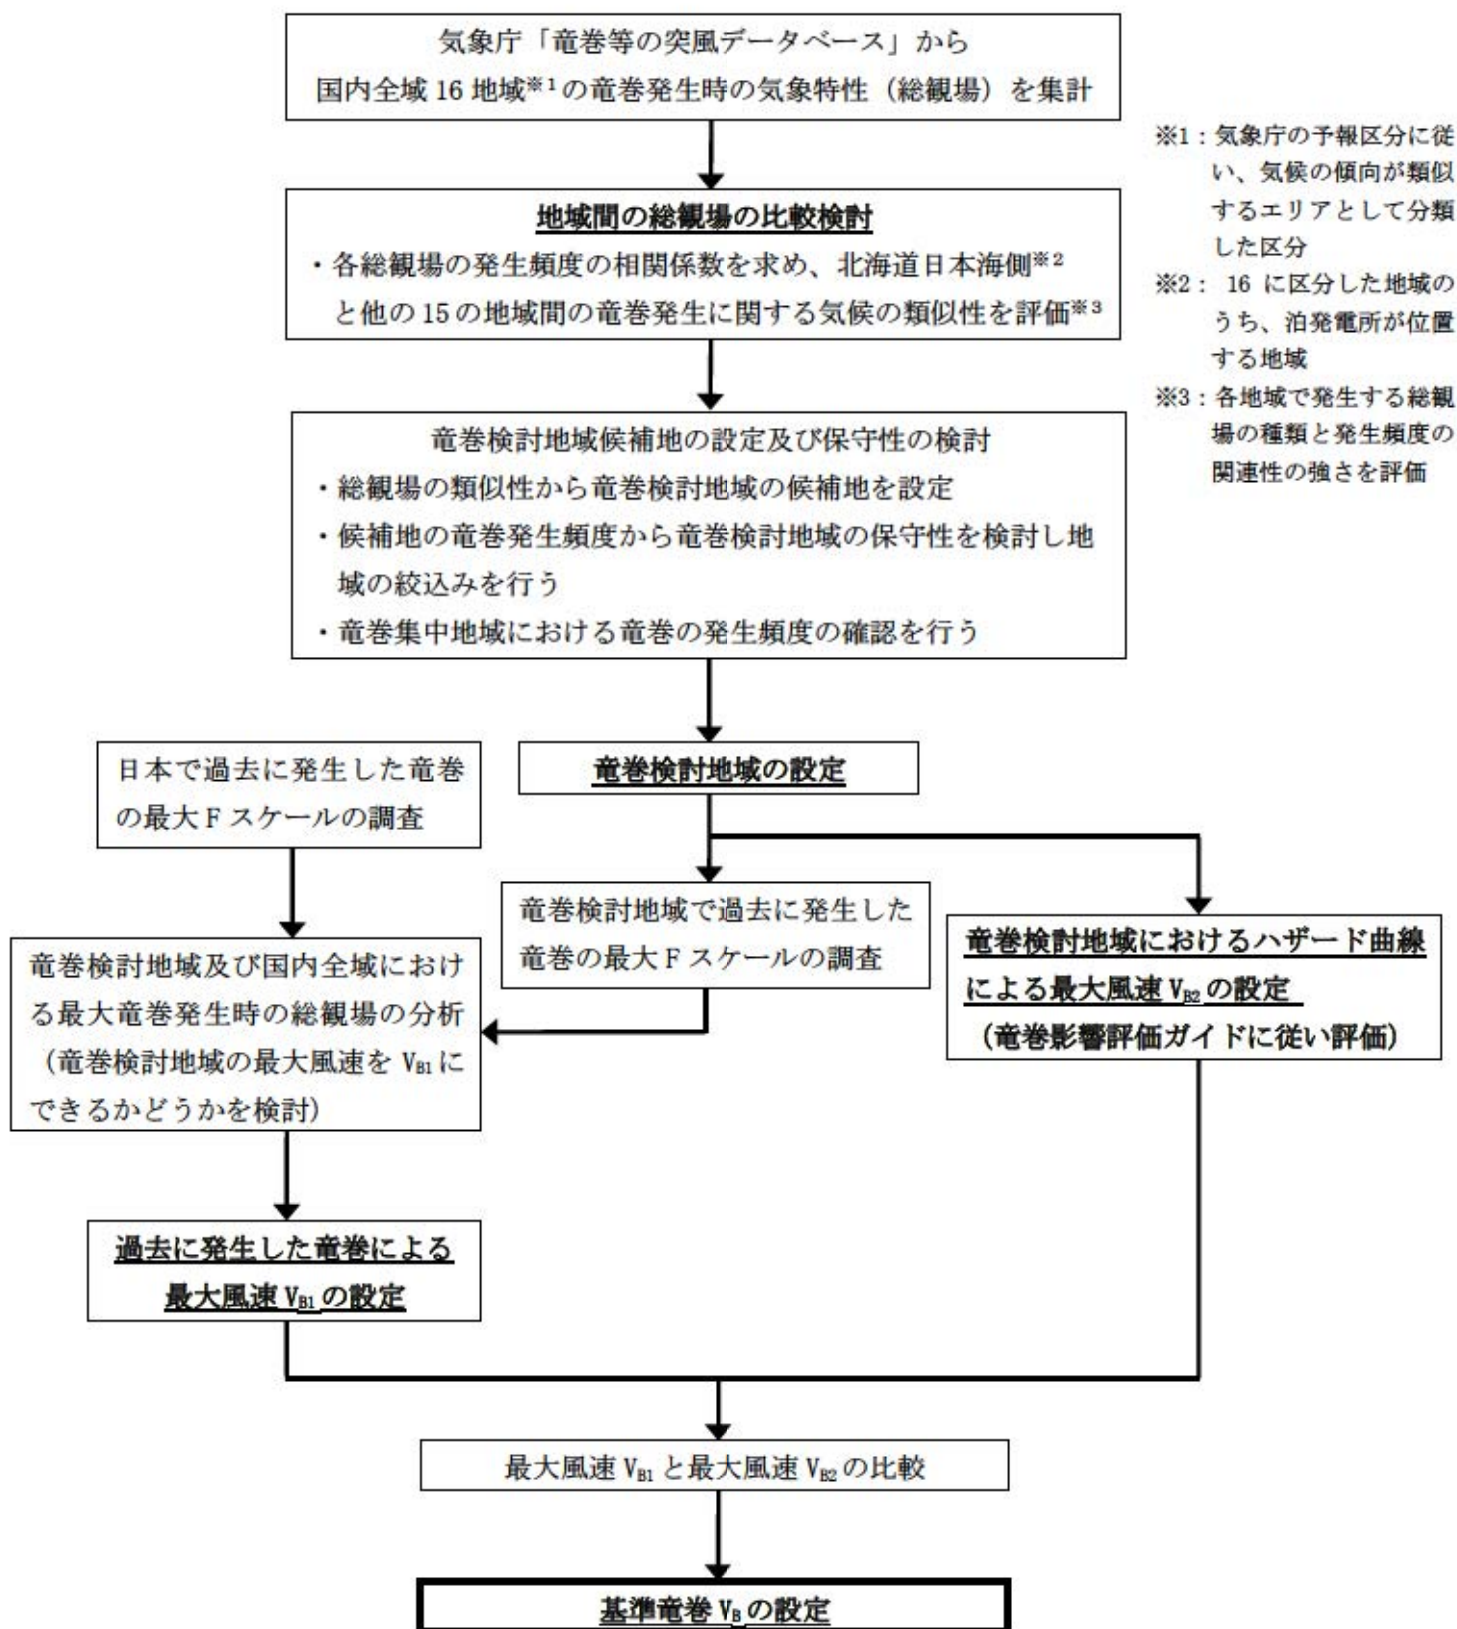 気象庁「竜巻等の突風データベース」から
国内全域 16 地域※1の竜巻発生時の気象特性（総観場）を集計
※1：気象庁の予報区分に従
い、気候の傾向が類似
するエリアとして分類
した区分
※2： 16 に区分した地域の
うち、泊発電所が位置
する地域
※3：各地域で発生する総観
場の種類と発生頻度の
関連性の強さを評価
地域間の総観場の比較検討
・各総観場の発生頻度の相関係数を求め、北海道日本海側※2
と他の 15 の地域間の竜巻発生に関する気候の類似性を評価※3
竜巻検討地域候補地の設定及び保守性の検討
・総観場の類似性から竜巻検討地域の候補地を設定
・候補地の竜巻発生頻度から竜巻検討地域の保守性を検討し地
域の絞込みを行う
・竜巻集中地域における竜巻の発生頻度の確認を行う
日本で過去に発生した竜巻
の最大 F スケールの調査
竜巻検討地域の設定
竜巻検討地域で過去に発生した
竜巻の最大 F スケールの調査
竜巻検討地域におけるハザード曲線
による最大風速 VB2 の設定
（竜巻影響評価ガイドに従い評価）
竜巻検討地域及び国内全域におけ
る最大竜巻発生時の総観場の分析
（竜巻検討地域の最大風速を VB1 に
できるかどうかを検討）
過去に発生した竜巻による
最大風速 VB1 の設定
最大風速 VB1 と最大風速 VB2 の比較
基準竜巻 VB の設定